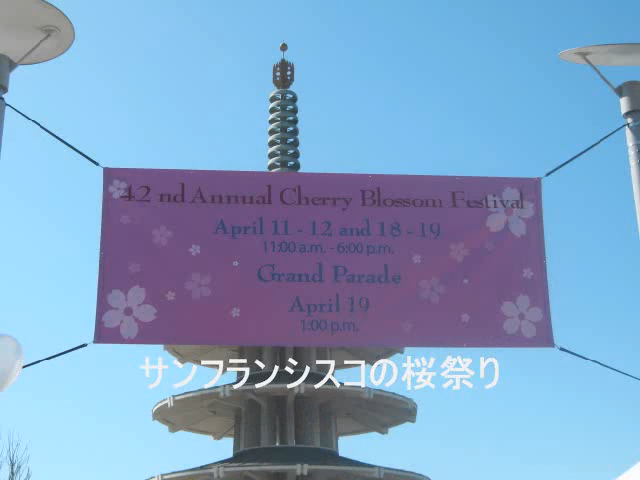 42 nd Annual Cherry Blossom Festival
April 11 - 12 and 18 - 19
11:00 a.m. - 6:00 p.m.
Grand Parade
April 19
1:00 p.m.
サンフランシスコの桜祭り